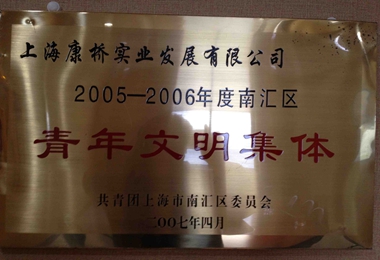 上海康桥实业发展有限公司
2005—2006年度南汇区
青年文明集体
共青团上海市南汇区委员会
二〇〇七年四月